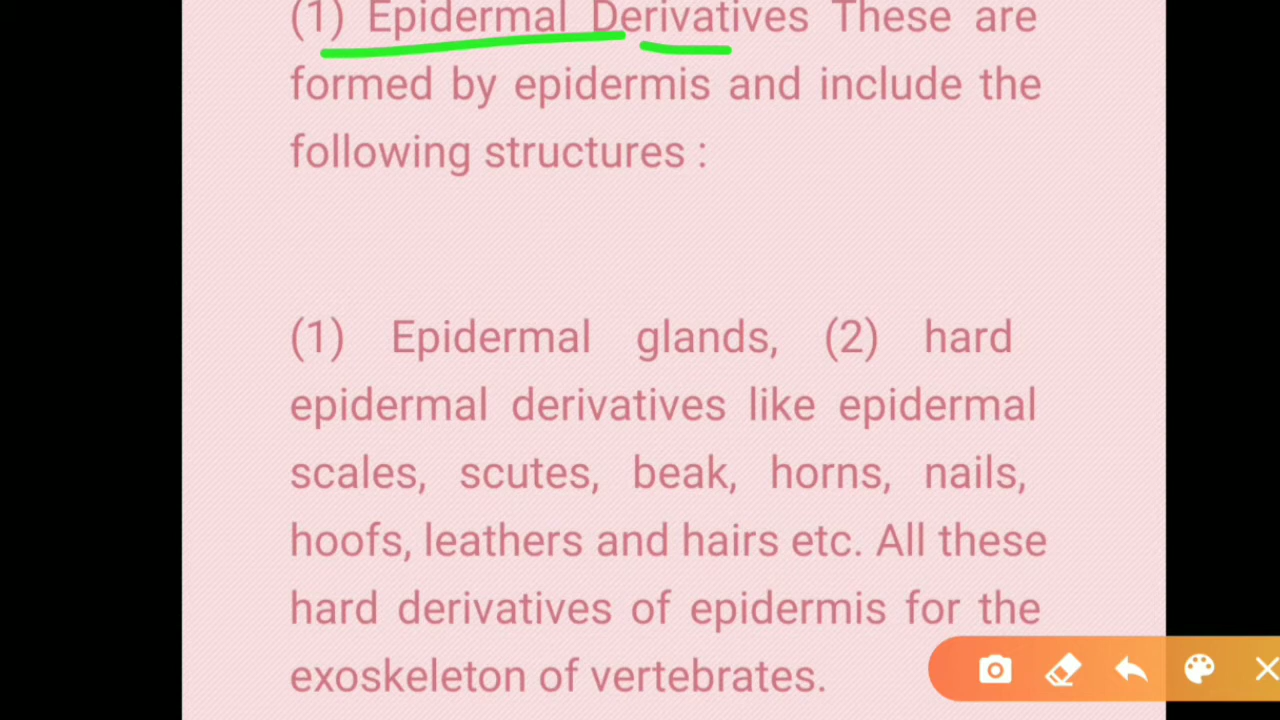 (1) Epidermal Derivatives These are
formed by epidermis and include the
following structures :
(1) Epidermal glands, (2) hard
epidermal derivatives like epidermal
scales, scutes, beak, horns, nails,
hoofs, leathers and hairs etc. All these
hard derivatives of epidermis for the
exoskeleton of vertebrates.